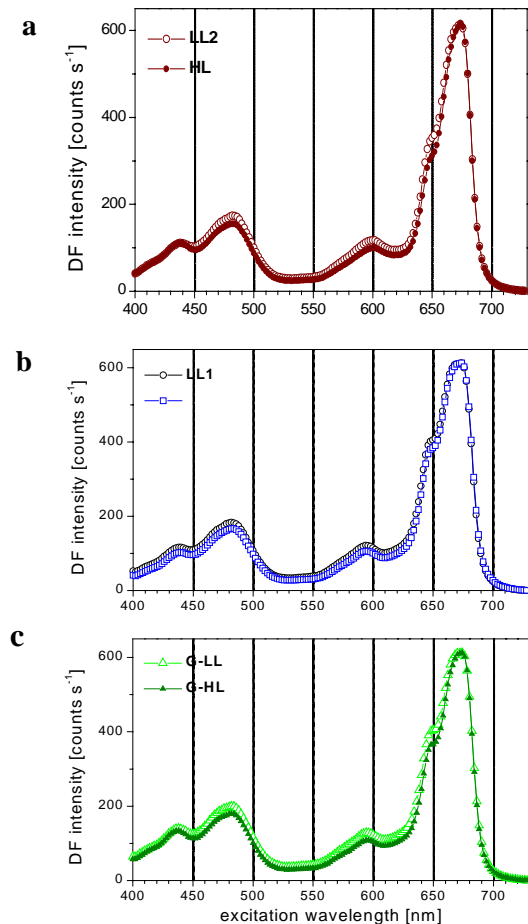 a
600
400
200
0
DF intensity [counts s⁻¹]
LL2
HL
400 450 500 550 600 650 700
b
600
400
200
0
DF intensity [counts s⁻¹]
LL1
400 450 500 550 600 650 700
c
600
400
200
0
DF intensity [counts s⁻¹]
G-LL
G-HL
400 450 500 550 600 650 700
excitation wavelength [nm]